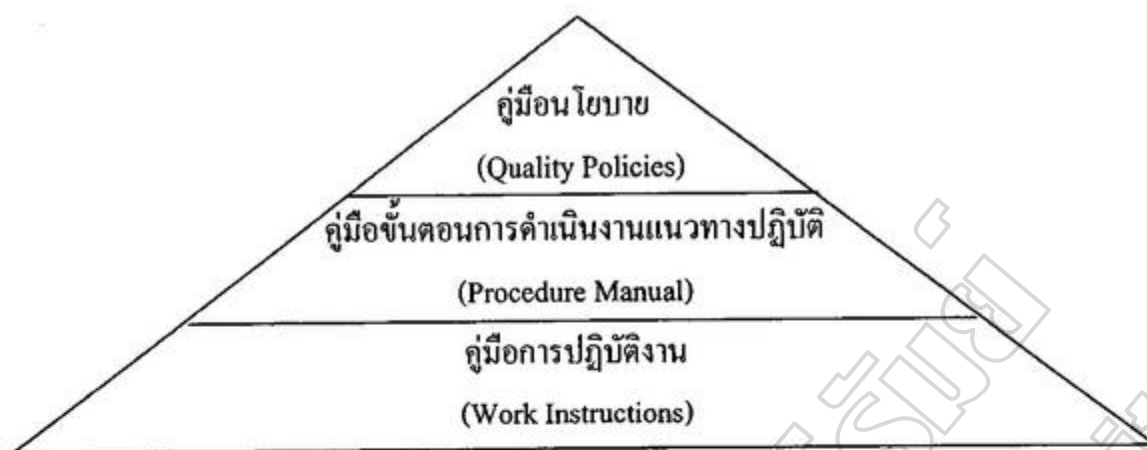 คู่มือนโยบาย
(Quality Policies)
คู่มือขั้นตอนการดำเนินงานแนวทางปฏิบัติ
(Procedure Manual)
คู่มือการปฏิบัติงาน
(Work Instructions)